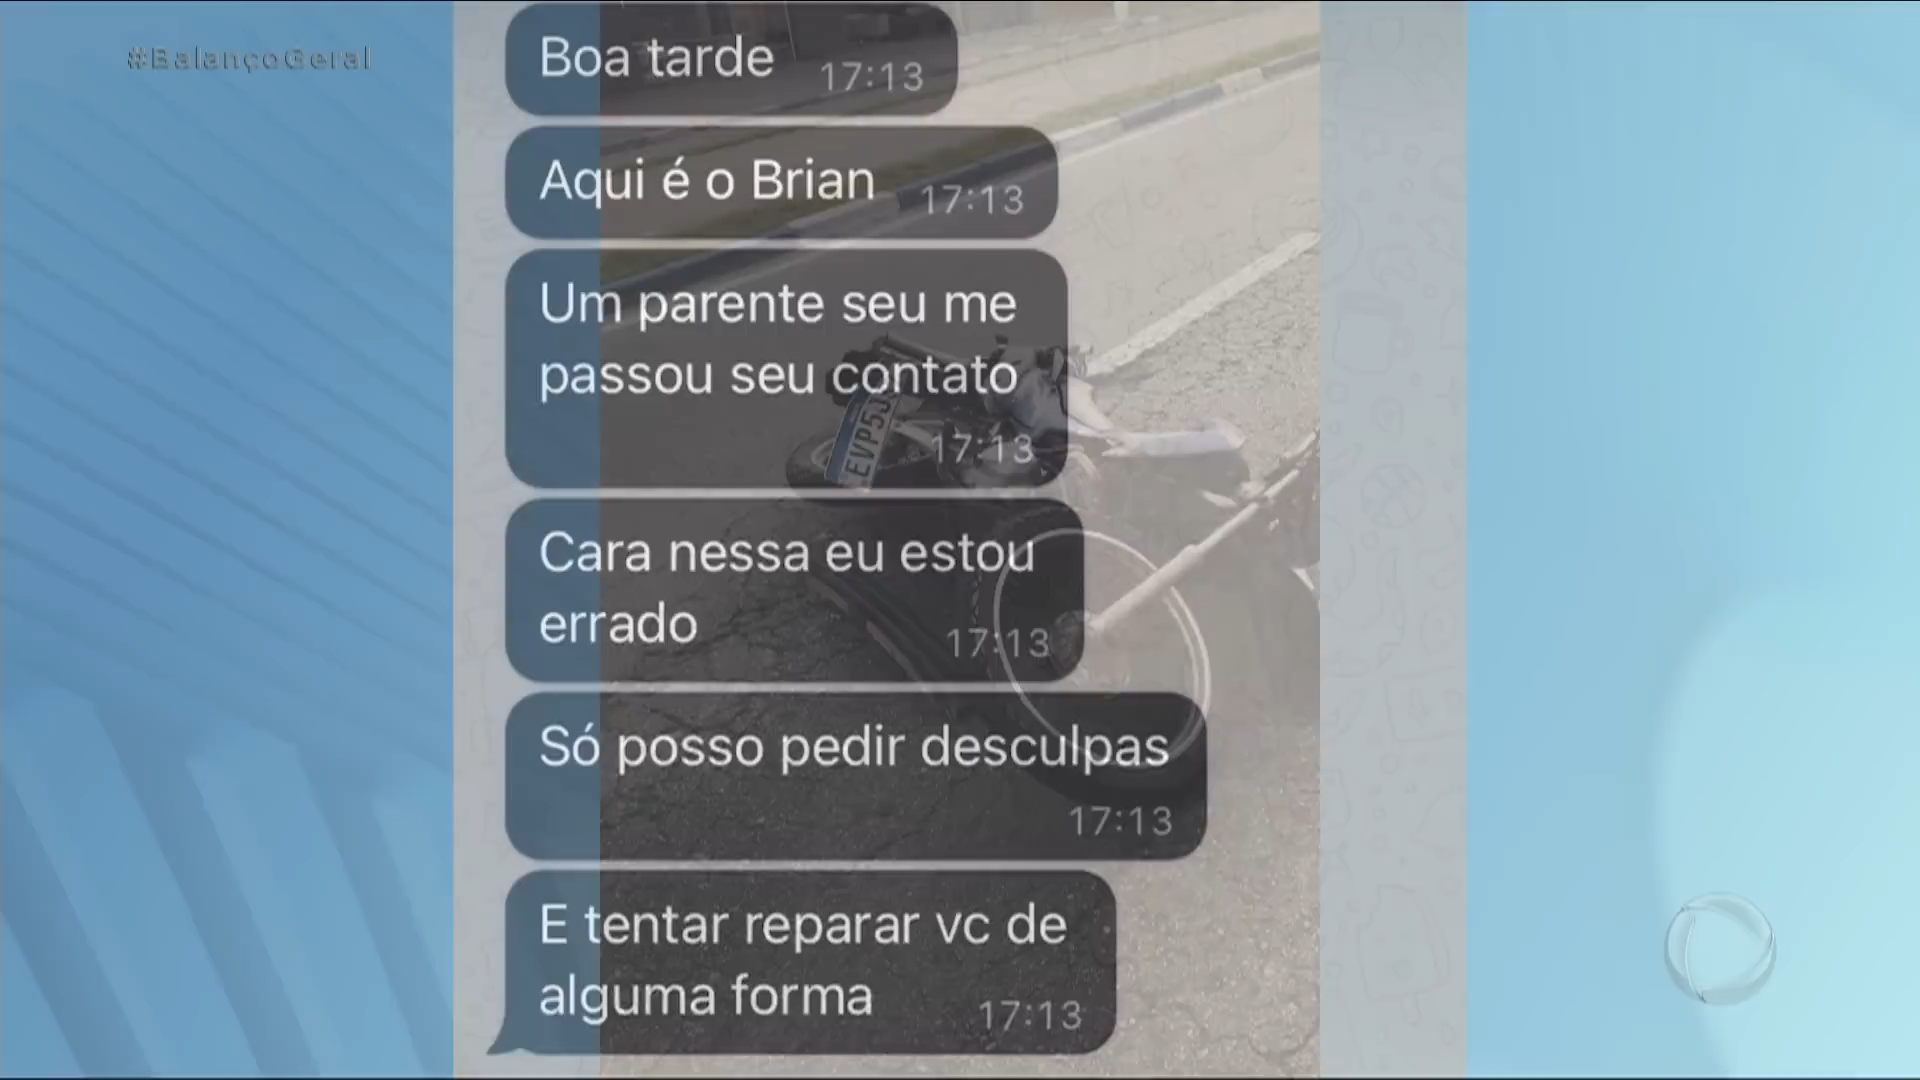 #BalançoGeral
Boa tarde 17:13
Aqui é o Brian 17:13
Um parente seu me
passou seu contato
17:13
EVP5J
Cara nessa eu estou
errado 17:13
Só posso pedir desculpas
17:13
E tentar reparar vc de
alguma forma 17:13